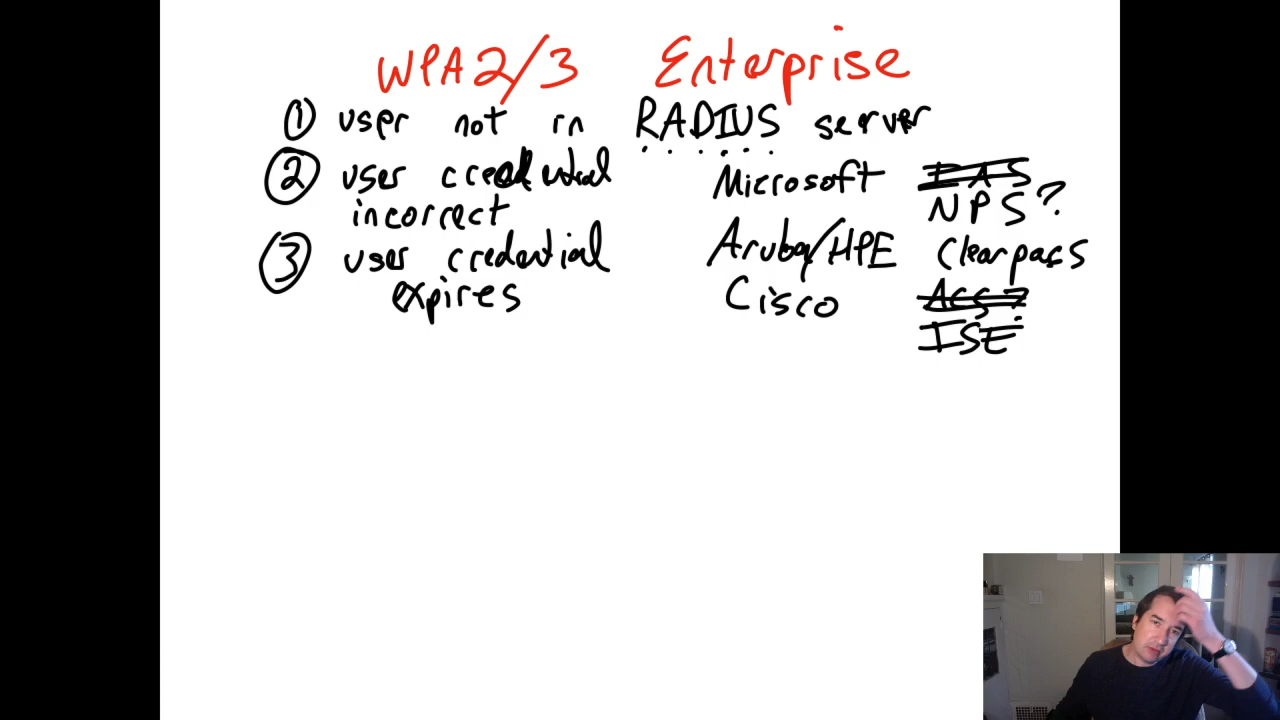 WPA2/3 Enterprise
① user not in RADIUS server
② user credential
incorrect
③ user credential
expires
Microsoft IAS
NPS?
Aruba/HPE Clearpass
Cisco ACS?
ISE